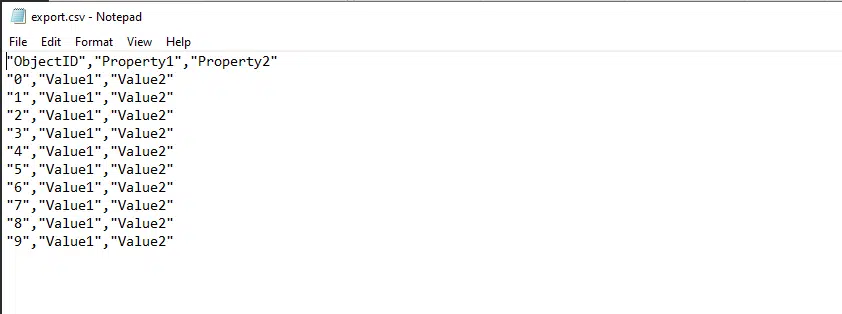 export.csv - Notepad
File Edit Format View Help
"ObjectID","Property1","Property2"
"0","Value1","Value2"
"1","Value1","Value2"
"2","Value1","Value2"
"3","Value1","Value2"
"4","Value1","Value2"
"5","Value1","Value2"
"6","Value1","Value2"
"7","Value1","Value2"
"8","Value1","Value2"
"9","Value1","Value2"